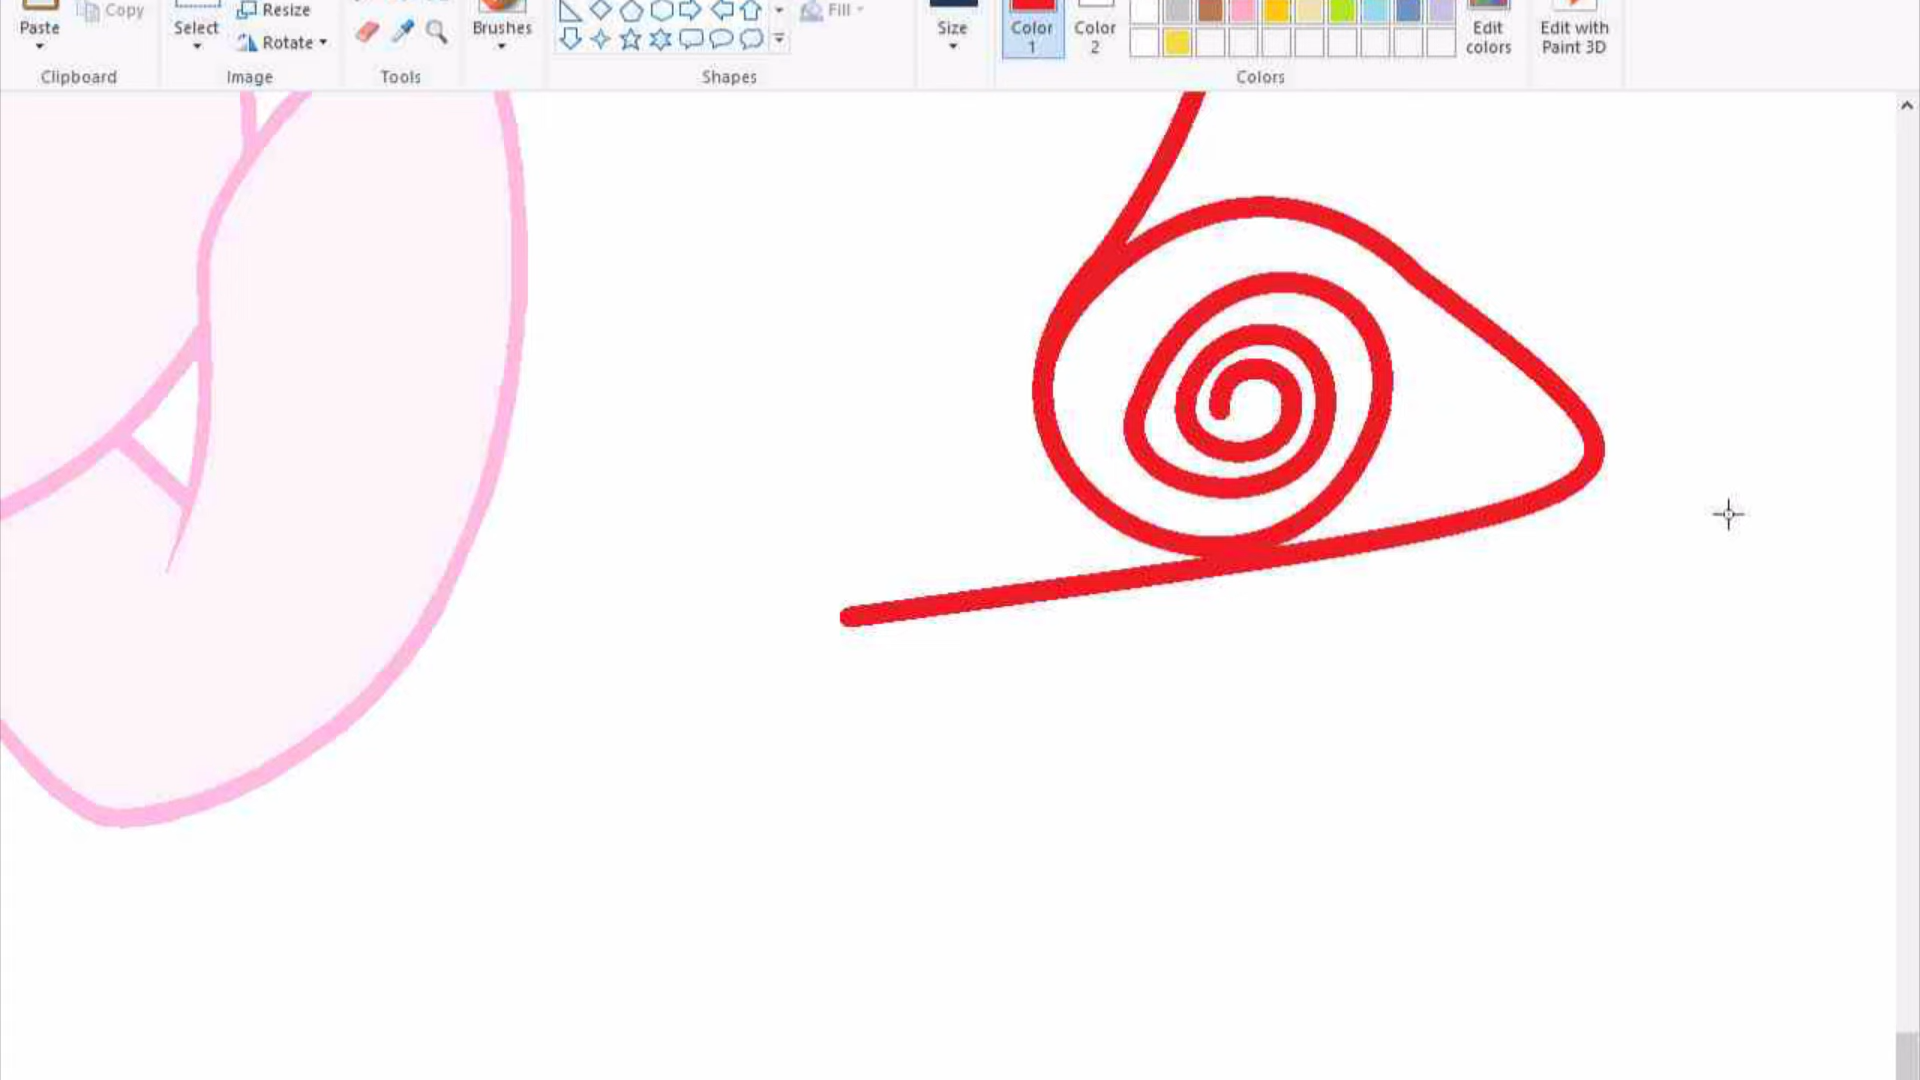 Paste
Copy
Select
Resize
Rotate
Brushes
Fill
Size
Color
1
Color
2
Edit
colors
Edit with
Paint 3D
Clipboard
Image
Tools
Shapes
Colors